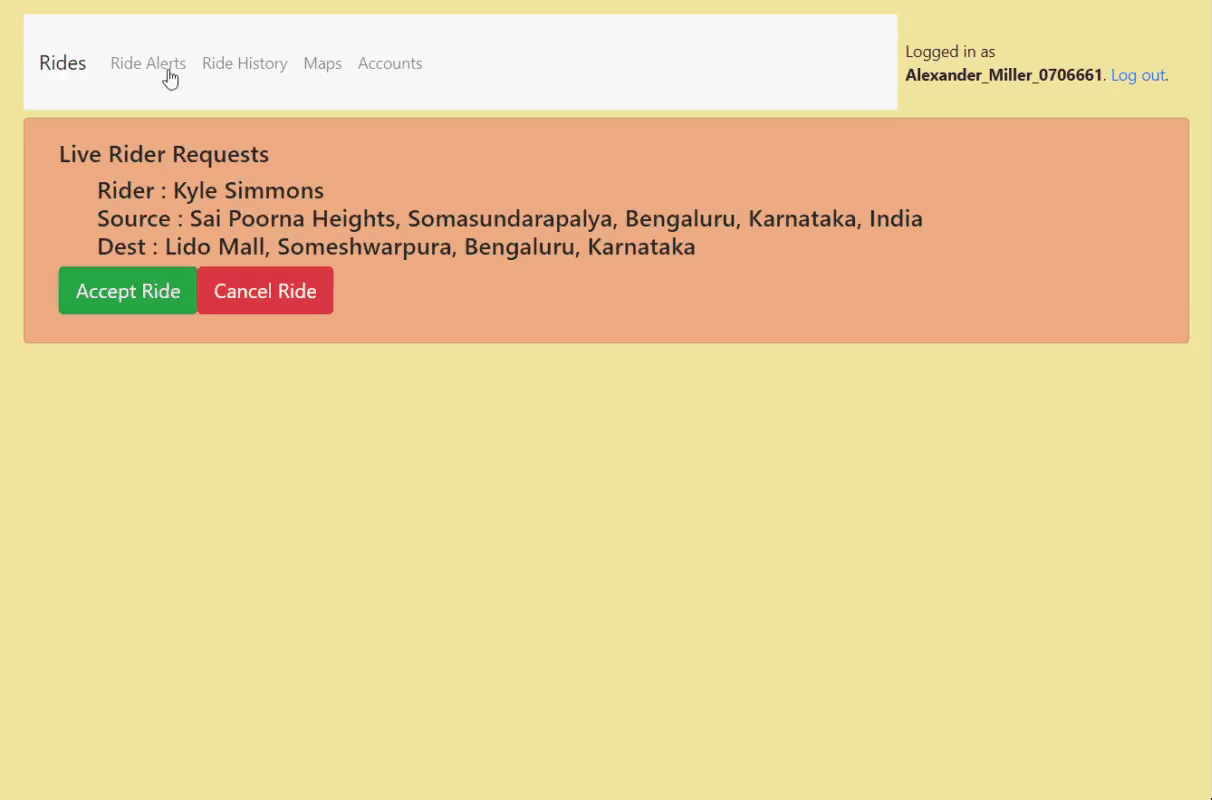 Rides Ride Alerts Ride History Maps Accounts
Logged in as
Alexander_Miller_0706661. Log out.
Live Rider Requests
Rider : Kyle Simmons
Source : Sai Poorna Heights, Somasundarapalya, Bengaluru, Karnataka, India
Dest : Lido Mall, Someshwarpura, Bengaluru, Karnataka
Accept Ride Cancel Ride